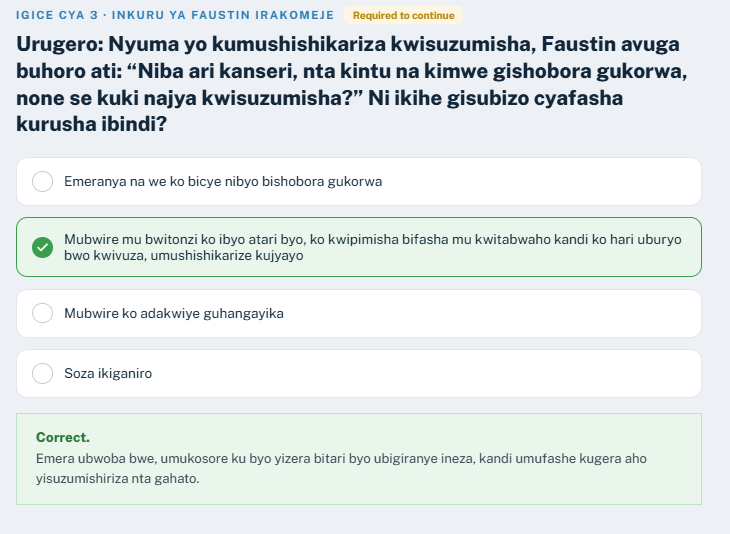 IGICE CYA 3 · INKURU YA FAUSTIN IRAKOMEJE Required to continue
Urugero: Nyuma yo kumushishikariza kwisuzumisha, Faustin avuga
buhoro ati: “Niba ari kanseri, nta kintu na kimwe gishobora gukorwa,
none se kuki najya kwisuzumisha?” Ni ikihe gisubizo cyafasha
kurusha ibindi?
Emeranya na we ko bicye nibyo bishobora gukorwa
Mubwire mu bwitonzi ko ibyo atari byo, ko kwipimisha bifasha mu kwitabwaho kandi ko hari uburyo
bwo kwivuza, umushishikarize kujyayo
Mubwire ko adakwiye guhangayika
Soza ikiganiro
Correct.
Emera ubwoba bwe, umukosore ku byo yizera bitari byo ubigiranye ineza, kandi umufashe kugera aho
yisuzumishiriza nta gahato.